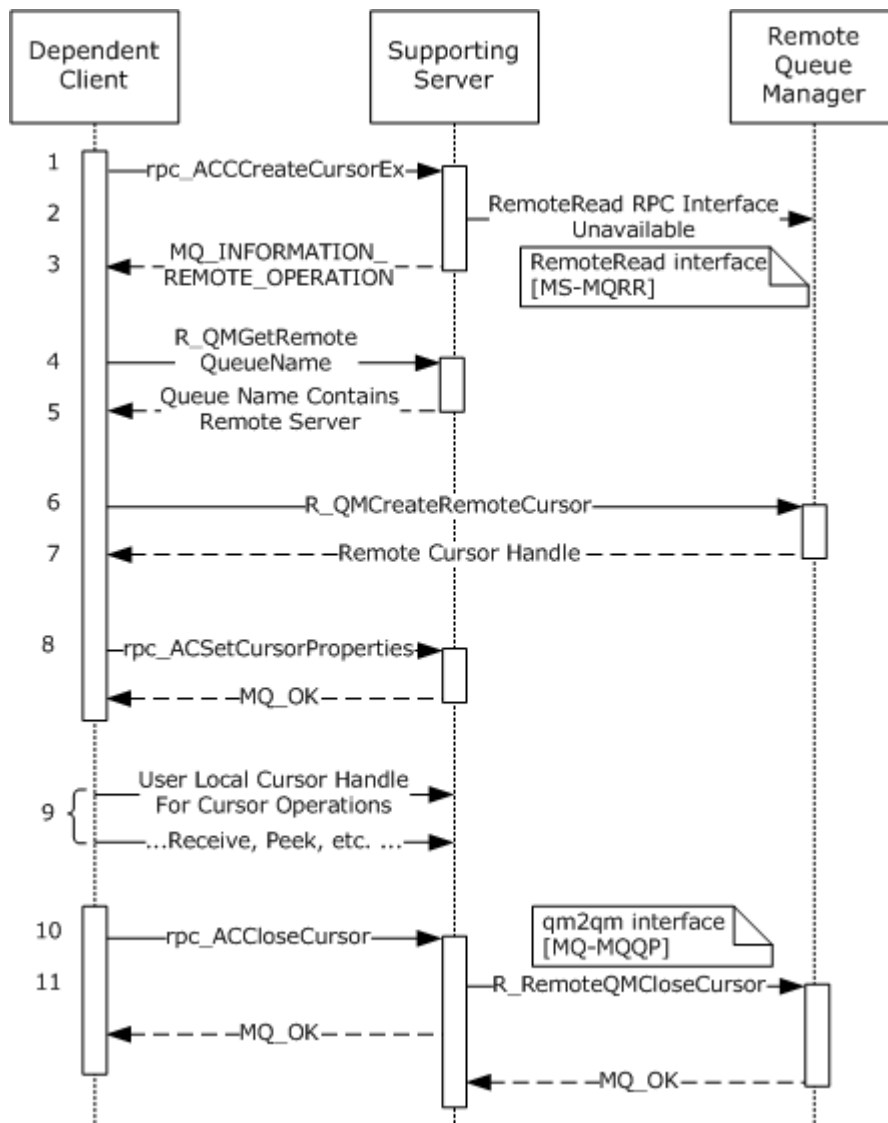 Dependent
Client
Supporting
Server
Remote
Queue
Manager
1
rpc_ACCCreateCursorEx
2
RemoteRead RPC Interface
Unavailable
3
MQ_INFORMATION_
REMOTE_OPERATION
RemoteRead interface
[MS-MQRR]
4
R_QMGetRemote
QueueName
5
Queue Name Contains
Remote Server
6
R_QMCreateRemoteCursor
7
Remote Cursor Handle
8
rpc_ACSetCursorProperties
MQ_OK
9
User Local Cursor Handle
For Cursor Operations
...Receive, Peek, etc. ...
10
rpc_ACCloseCursor
qm2qm interface
[MQ-MQQP]
11
R_RemoteQMCloseCursor
MQ_OK
MQ_OK